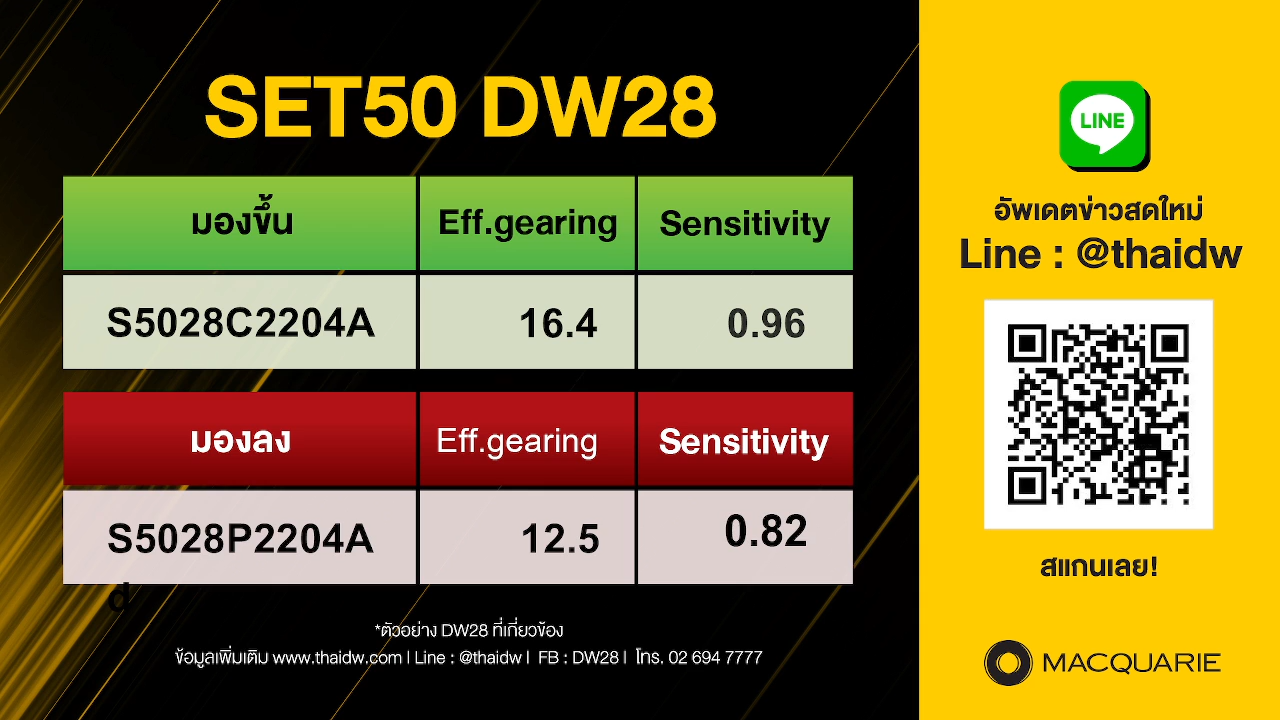 SET50 DW28
มองขึ้น Eff.gearing Sensitivity
S5028C2204A 16.4 0.96
มองลง Eff.gearing Sensitivity
S5028P2204A 12.5 0.82
d
*ตัวอย่าง DW28 ที่เกี่ยวข้อง
ข้อมูลเพิ่มเติม www.thaidw.com | Line : @thaidw | FB : DW28 | โทร. 02 694 7777
LINE
อัพเดตข่าวสดใหม่
Line : @thaidw
สแกนเลย!
MACQUARIE